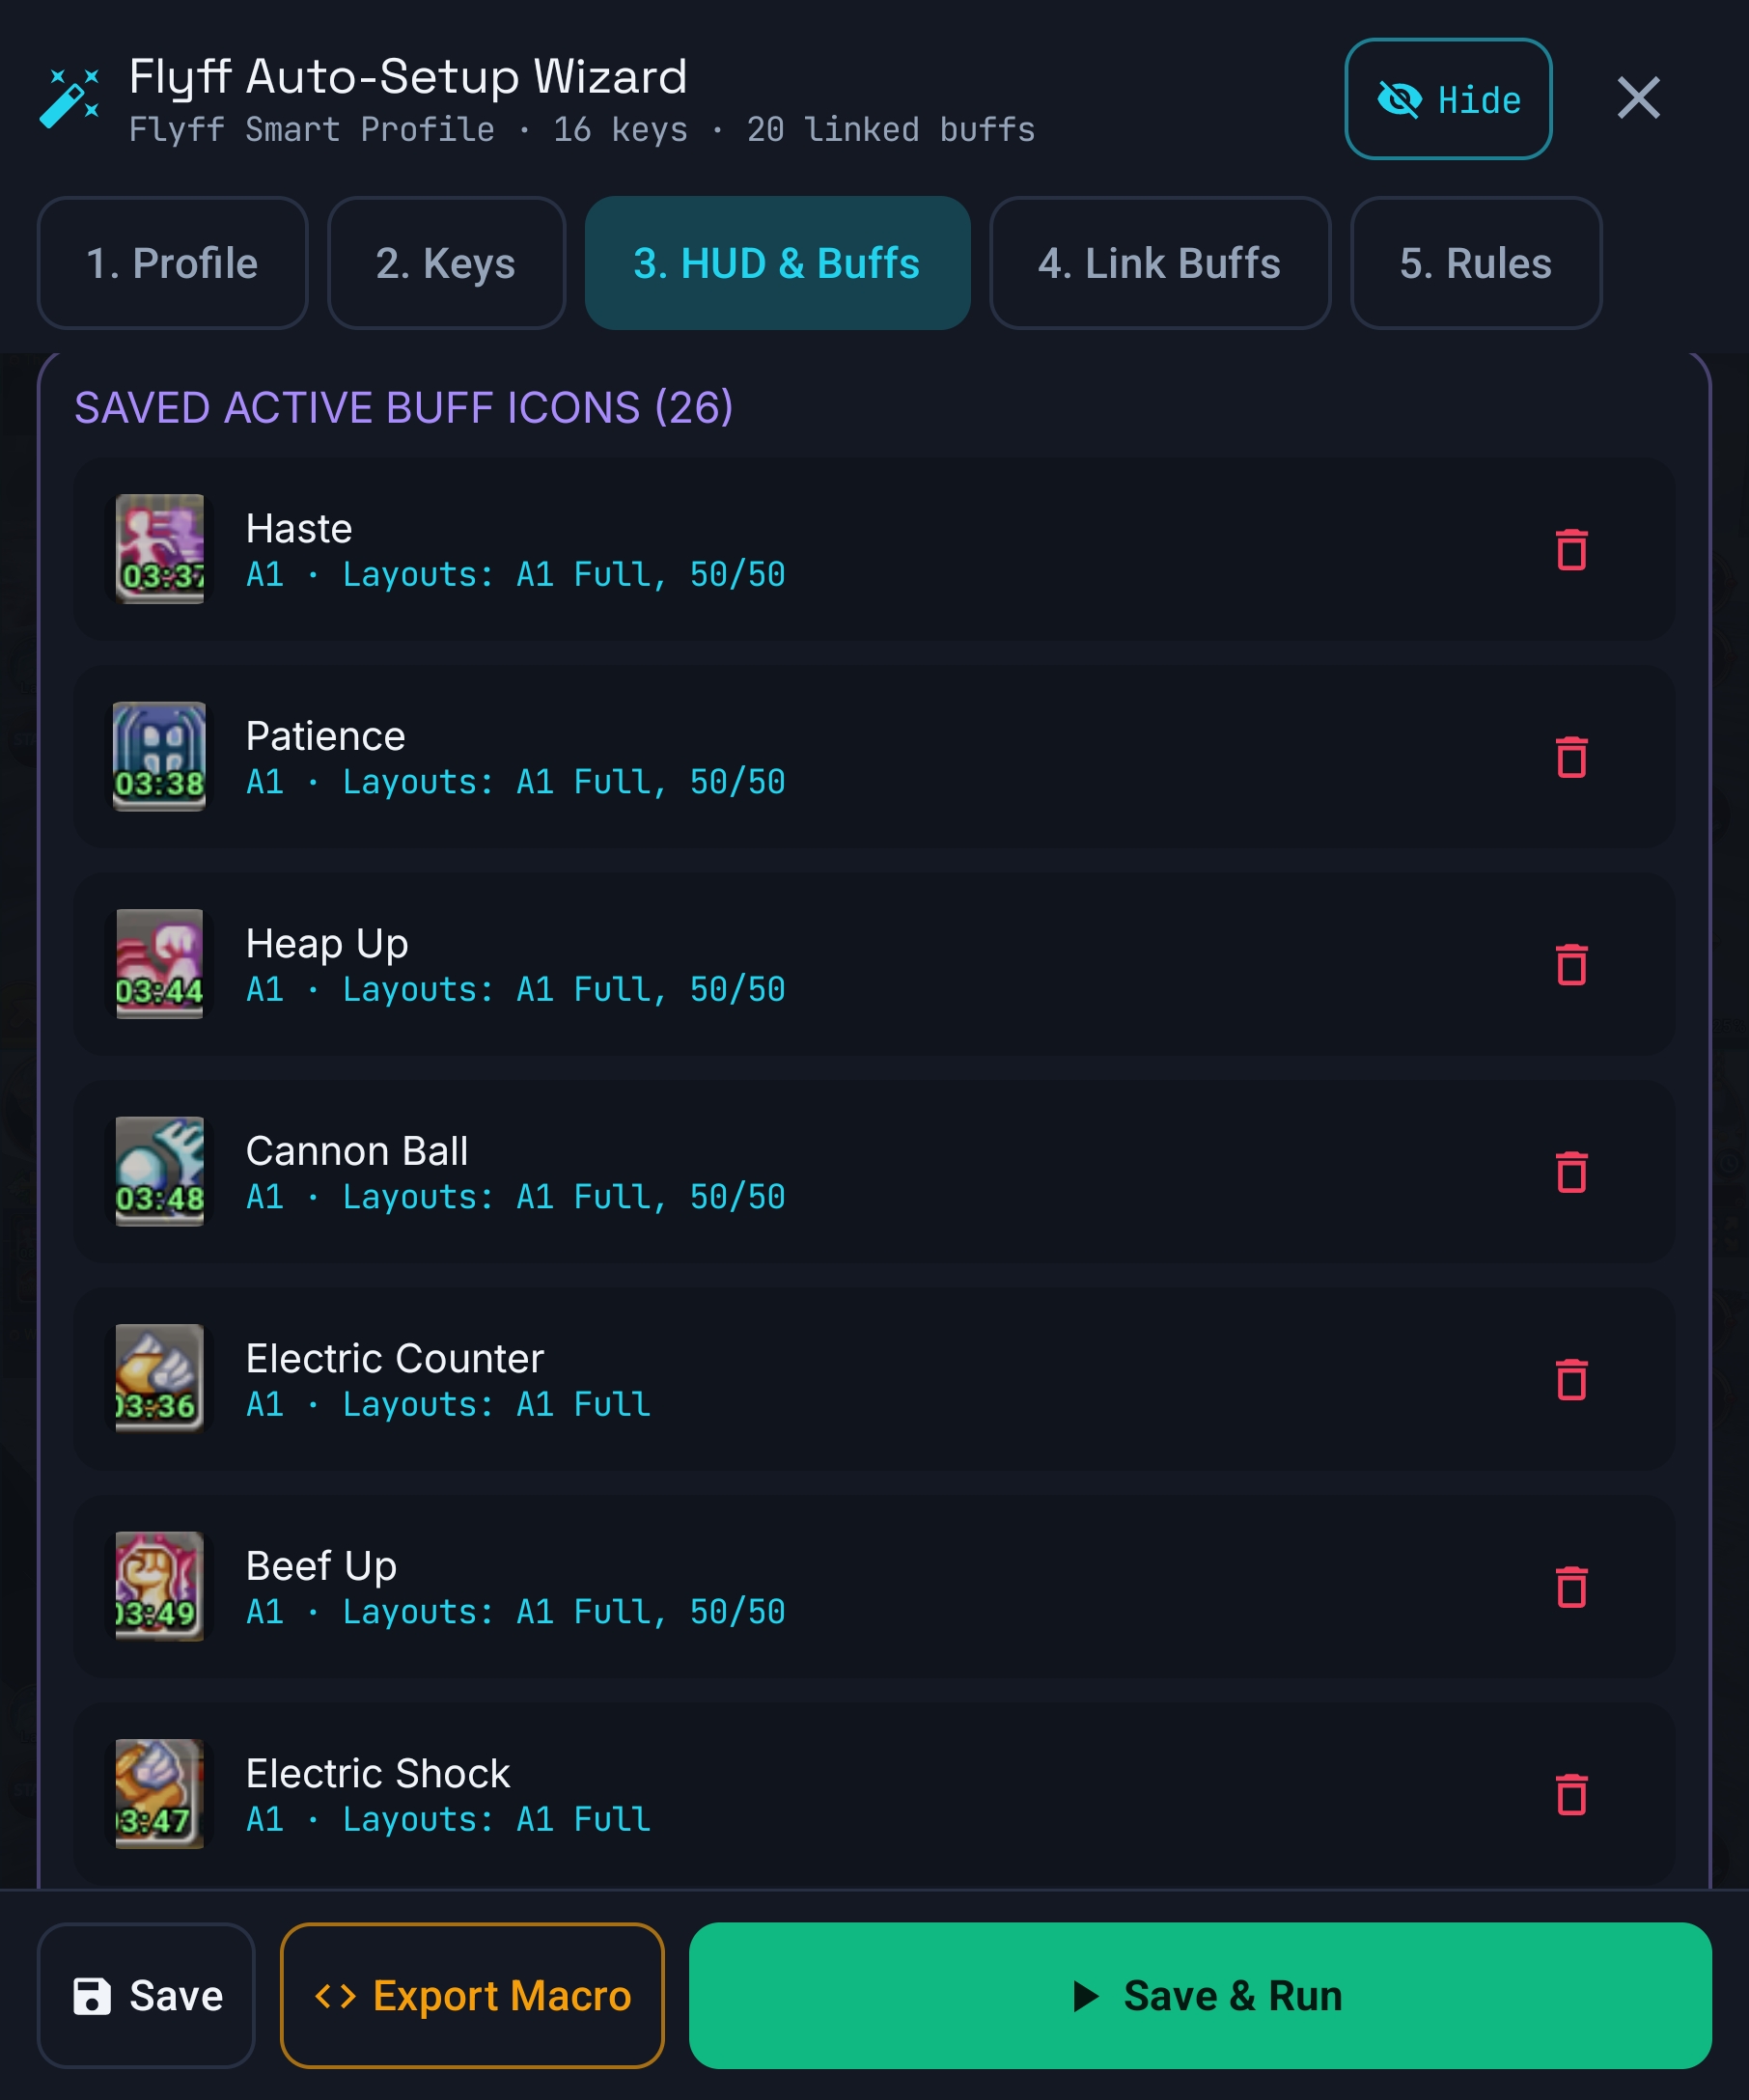 Flyff Auto-Setup Wizard
Flyff Smart Profile · 16 keys · 20 linked buffs
Hide
1. Profile
2. Keys
3. HUD & Buffs
4. Link Buffs
5. Rules
SAVED ACTIVE BUFF ICONS (26)
03:37
Haste
A1 · Layouts: A1 Full, 50/50
03:38
Patience
A1 · Layouts: A1 Full, 50/50
03:44
Heap Up
A1 · Layouts: A1 Full, 50/50
03:48
Cannon Ball
A1 · Layouts: A1 Full, 50/50
03:36
Electric Counter
A1 · Layouts: A1 Full
03:49
Beef Up
A1 · Layouts: A1 Full, 50/50
3:47
Electric Shock
A1 · Layouts: A1 Full
Save
<> Export Macro
Save & Run